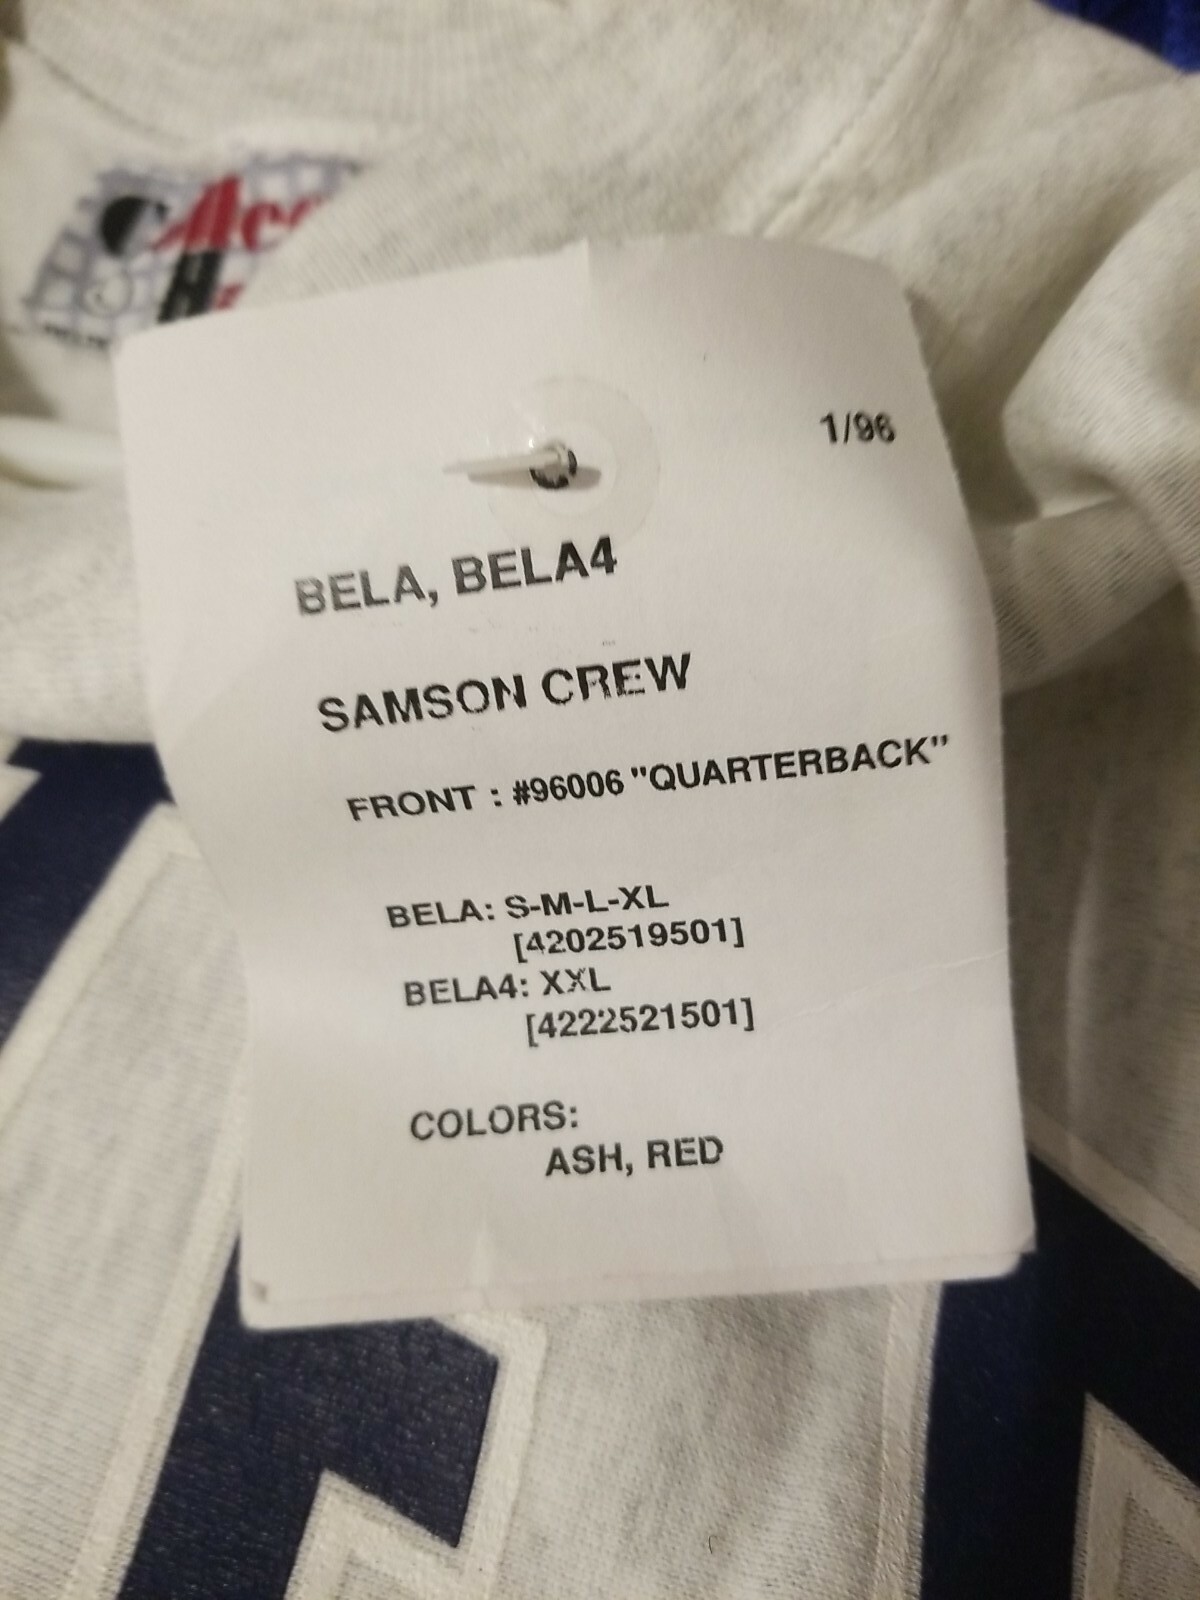 1/96
BELA, BELA4
SAMSON CREW
FRONT : #96006 "QUARTERBACK"
BELA: S-M-L-XL
[4202519501]
BELA4: XXL
[4222521501]
COLORS:
ASH, RED